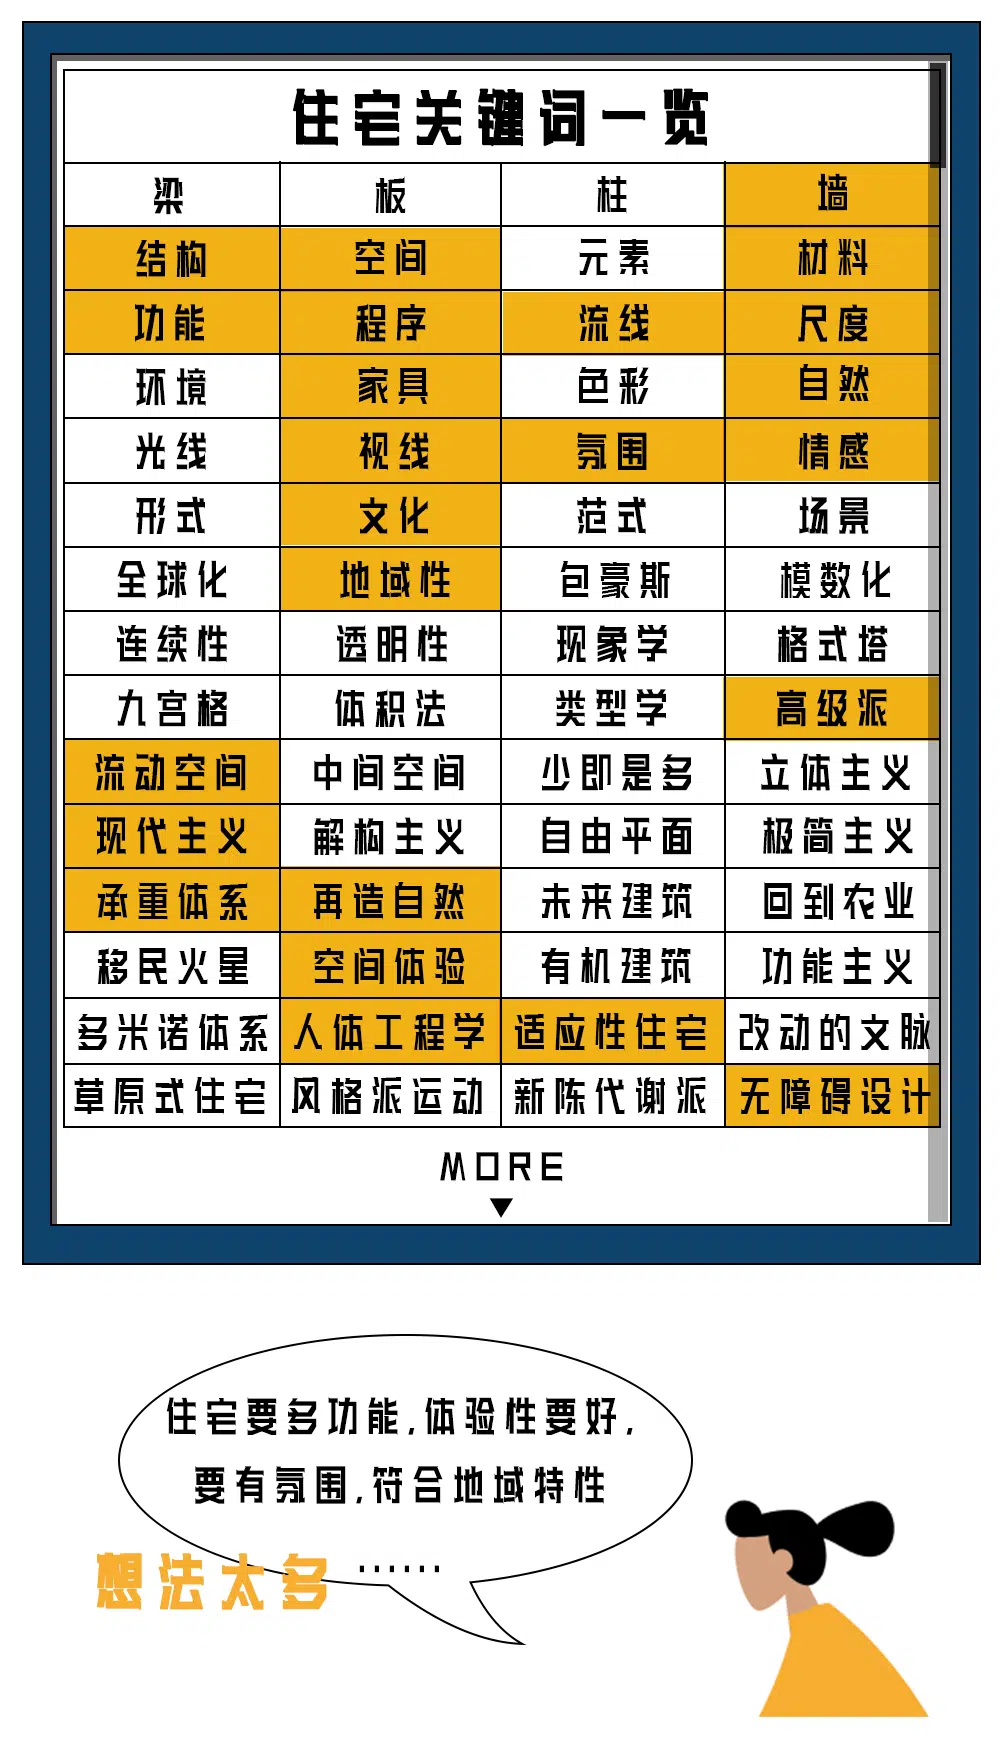 住宅关键词一览
梁 板 柱 墙
结构 空间 元素 材料
功能 程序 流线 尺度
环境 家具 色彩 自然
光线 视线 氛围 情感
形式 文化 范式 场景
全球化 地域性 包豪斯 模数化
连续性 透明性 现象学 格式塔
九宫格 体积法 类型学 高级派
流动空间 中间空间 少即是多 立体主义
现代主义 解构主义 自由平面 极简主义
承重体系 再造自然 未来建筑 回到农业
移民火星 空间体验 有机建筑 功能主义
多米诺体系 人体工程学 适应性住宅 改动的文脉
草原式住宅 风格派运动 新陈代谢派 无障碍设计
MORE
住宅要多功能,体验性要好,
要有氛围,符合地域特性
想法太多 ······